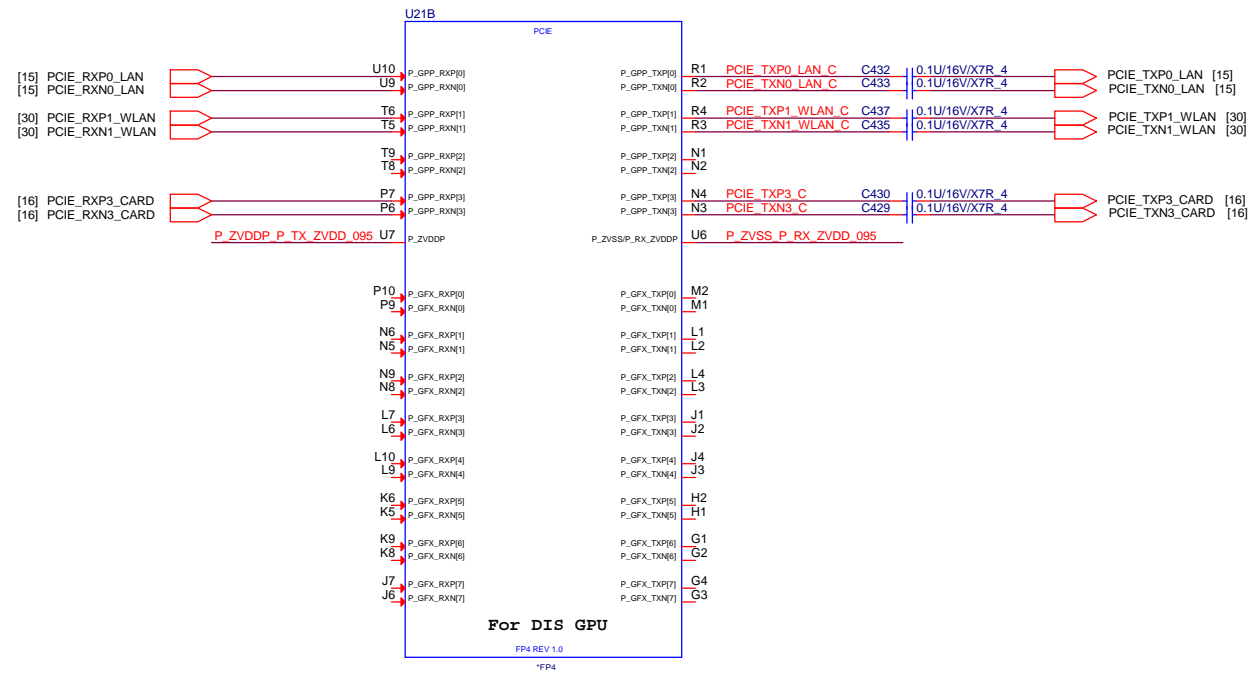 U21B
PCIE
[15] PCIE_RXP0_LAN U10 P_GPP_RXP[0] P_GPP_TXP[0] R1 PCIE_TXP0_LAN_C C432 0.1U/16V/X7R_4 PCIE_TXP0_LAN [15]
[15] PCIE_RXN0_LAN U9 P_GPP_RXN[0] P_GPP_TXN[0] R2 PCIE_TXN0_LAN_C C433 0.1U/16V/X7R_4 PCIE_TXN0_LAN [15]
[30] PCIE_RXP1_WLAN T6 P_GPP_RXP[1] P_GPP_TXP[1] R4 PCIE_TXP1_WLAN_C C437 0.1U/16V/X7R_4 PCIE_TXP1_WLAN [30]
[30] PCIE_RXN1_WLAN T5 P_GPP_RXN[1] P_GPP_TXN[1] R3 PCIE_TXN1_WLAN_C C435 0.1U/16V/X7R_4 PCIE_TXN1_WLAN [30]
T9 P_GPP_RXP[2] P_GPP_TXP[2] N1
T8 P_GPP_RXN[2] P_GPP_TXN[2] N2
[16] PCIE_RXP3_CARD P7 P_GPP_RXP[3] P_GPP_TXP[3] N4 PCIE_TXP3_C C430 0.1U/16V/X7R_4 PCIE_TXP3_CARD [16]
[16] PCIE_RXN3_CARD P6 P_GPP_RXN[3] P_GPP_TXN[3] N3 PCIE_TXN3_C C429 0.1U/16V/X7R_4 PCIE_TXN3_CARD [16]
P_ZVDDP_P_TX_ZVDD_095 U7 P_ZVDDP P_ZVSS/P_RX_ZVDDP U6 P_ZVSS_P_RX_ZVDD_095
P10 P_GFX_RXP[0] P_GFX_TXP[0] M2
P9 P_GFX_RXN[0] P_GFX_TXN[0] M1
N6 P_GFX_RXP[1] P_GFX_TXP[1] L1
N5 P_GFX_RXN[1] P_GFX_TXN[1] L2
N9 P_GFX_RXP[2] P_GFX_TXP[2] L4
N8 P_GFX_RXN[2] P_GFX_TXN[2] L3
L7 P_GFX_RXP[3] P_GFX_TXP[3] J1
L6 P_GFX_RXN[3] P_GFX_TXN[3] J2
L10 P_GFX_RXP[4] P_GFX_TXP[4] J4
L9 P_GFX_RXN[4] P_GFX_TXN[4] J3
K6 P_GFX_RXP[5] P_GFX_TXP[5] H2
K5 P_GFX_RXN[5] P_GFX_TXN[5] H1
K9 P_GFX_RXP[6] P_GFX_TXP[6] G1
K8 P_GFX_RXN[6] P_GFX_TXN[6] G2
J7 P_GFX_RXP[7] P_GFX_TXP[7] G4
J6 P_GFX_RXN[7] P_GFX_TXN[7] G3
For DIS GPU
FP4 REV 1.0
*FP4